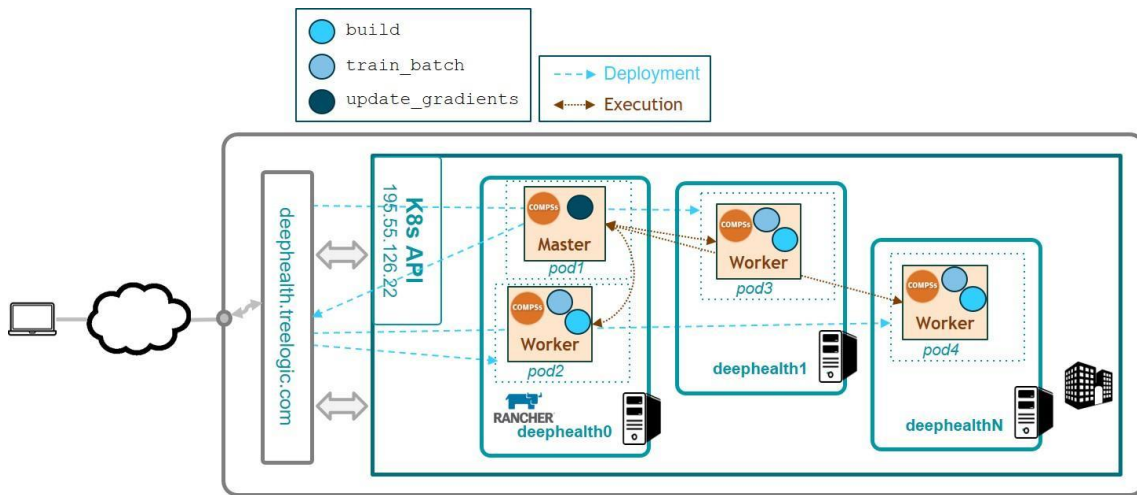 build
train_batch
update_gradients
Deployment
Execution
deephealth.treelogic.com
K8s API
195.55.126.22
COMPSs
Master
pod1
COMPSs
Worker
pod2
RANCHER
deephealth0
COMPSs
Worker
pod3
deephealth1
COMPSs
Worker
pod4
deephealthN